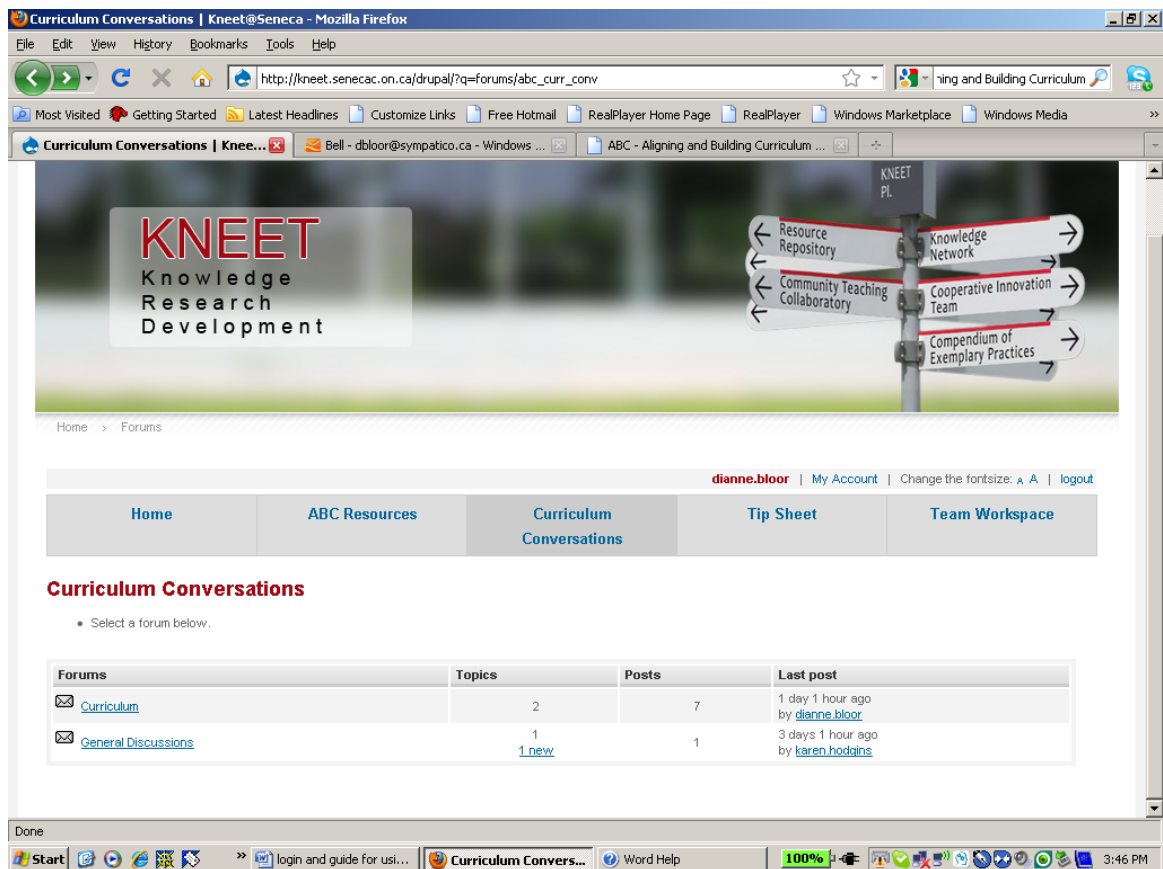 Curriculum Conversations | Kneet@Seneca - Mozilla Firefox
File Edit View History Bookmarks Tools Help
http://kneet.senecac.on.ca/drupal/?q=forums/abc_curr_conv
ning and Building Curriculum
Most Visited Getting Started Latest Headlines Customize Links Free Hotmail RealPlayer Home Page RealPlayer Windows Marketplace Windows Media »
Curriculum Conversations | Knee... Bell - dbloor@sympatico.ca - Windows ... ABC - Aligning and Building Curriculum ...
KNEET
Pl.
KNEET
Knowledge
Research
Development
Resource
Repository
Knowledge
Network
Community Teaching
Collaboratory
Cooperative Innovation
Team
Compendium of
Exemplary Practices
Home > Forums
dianne.bloor | My Account | Change the fontsize: A A | logout
Home ABC Resources Curriculum Conversations Tip Sheet Team Workspace
Curriculum Conversations
• Select a forum below.
Forums Topics Posts Last post
Curriculum 2 7 1 day 1 hour ago
by dianne.bloor
General Discussions 1 1 3 days 1 hour ago
1 new by karen.hodgins
Done
Start » login and guide for usi... Curriculum Convers... Word Help 100% 3:46 PM